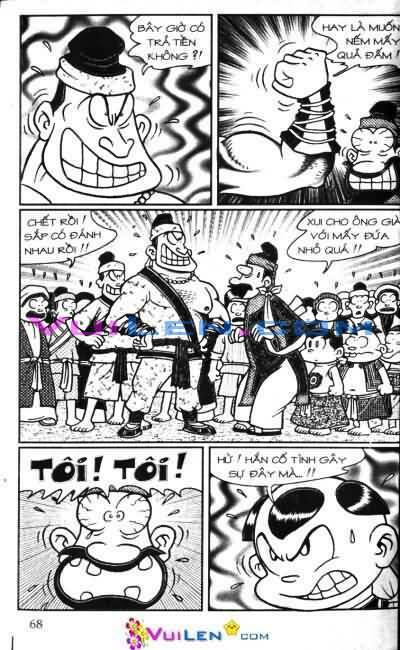 BÂY GIỜ CÓ
TRẢ TIỀN
KHÔNG ?!
HAY LÀ MUỐN
NẾM MẤY
QUẢ ĐẤM !
CHẾT RỒI !
SẮP CÓ ĐÁNH
NHAU RỒI !!
XUI CHO ÔNG GIÀ
VỚI MẤY ĐỨA
NHỎ QUÁ !!
VUILEN.COM
TÔI! TÔI!
HỪ ! HẮN CỐ TÌNH GÂY
SỰ ĐÂY MÀ...!!
68
VUILEN COM